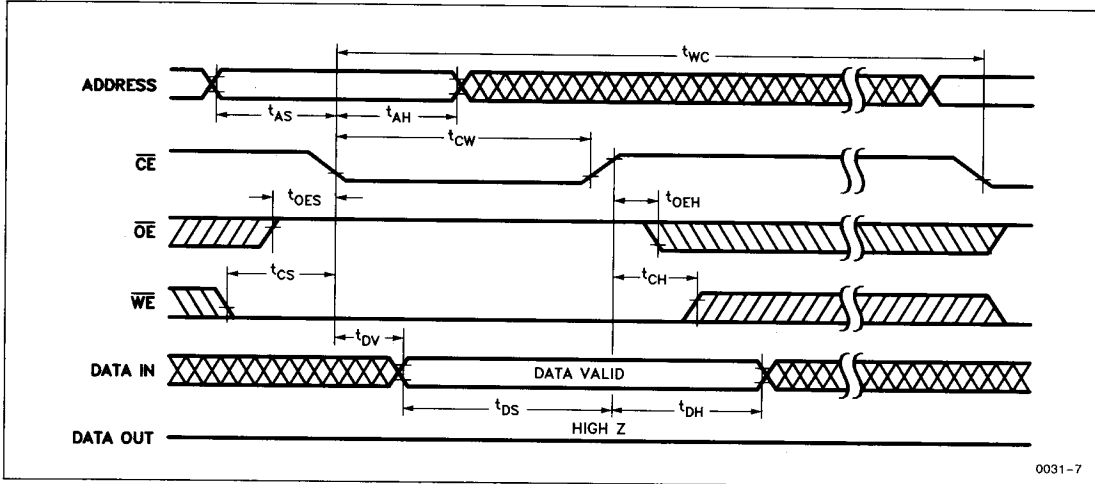 tWC
ADDRESS
tAS
tAH
tCW
CE
tOES
tOEH
OE
tCS
tCH
WE
tDV
DATA IN
DATA VALID
tDS
tDH
HIGH Z
DATA OUT
0031-7